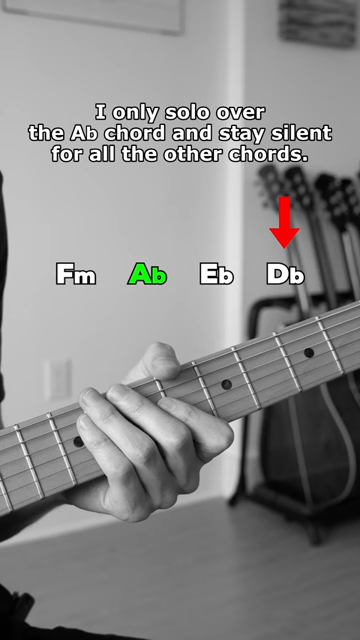 I only solo over
the Ab chord and stay silent
for all the other chords.
Fm Ab Eb Db